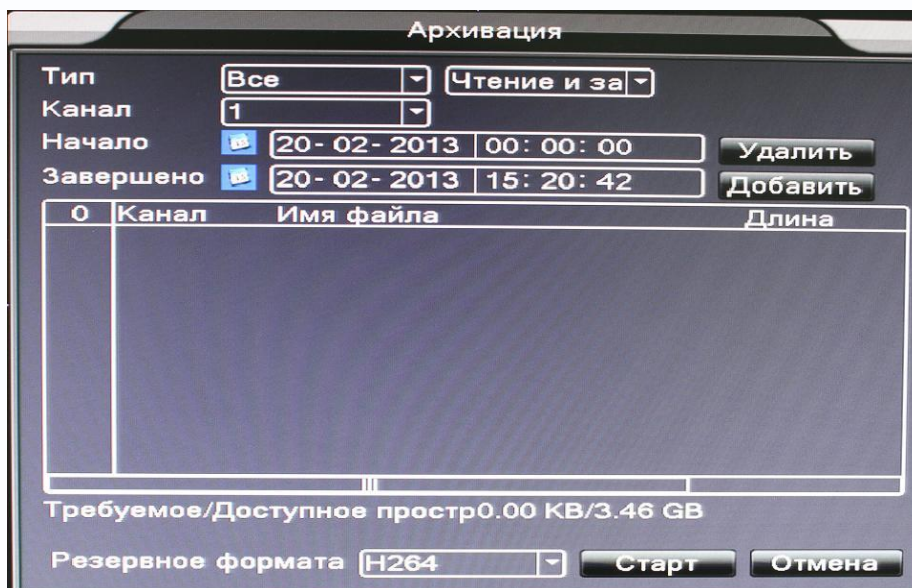 Архивация
Тип Все Чтение и за
Канал 1
Начало 20-02-2013 00:00:00 Удалить
Завершено 20-02-2013 15:20:42 Добавить
0 Канал Имя файла Длина
Требуемое/Доступное простр0.00 KB/3.46 GB
Резервное формата H264 Старт Отмена